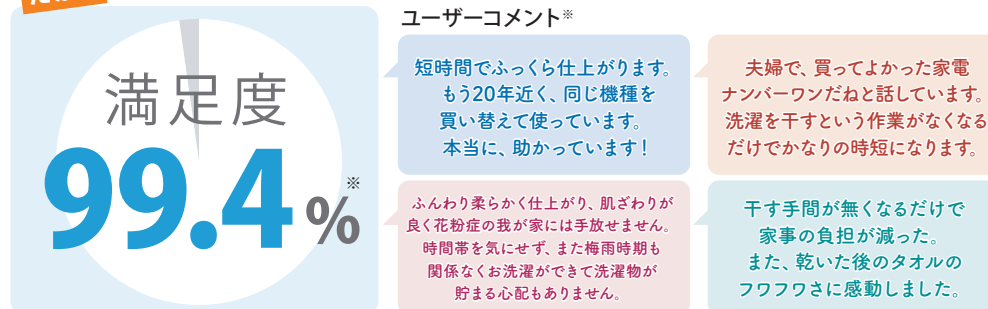 満足度
99.4%※
ユーザーコメント※
短時間でふっくら仕上がります。
もう20年近く、同じ機種を
買い替えて使っています。
本当に、助かっています！
夫婦で、買ってよかった家電
ナンバーワンだねと話しています。
洗濯を干すという作業がなくなる
だけでかなりの時短になります。
ふんわり柔らかく仕上がり、肌ざわりが
良く花粉症の我が家には手放せません。
時間帯を気にせず、また梅雨時期も
関係なくお洗濯ができて洗濯物が
貯まる心配もありません。
干す手間が無くなるだけで
家事の負担が減った。
また、乾いた後のタオルの
フワフワさに感動しました。